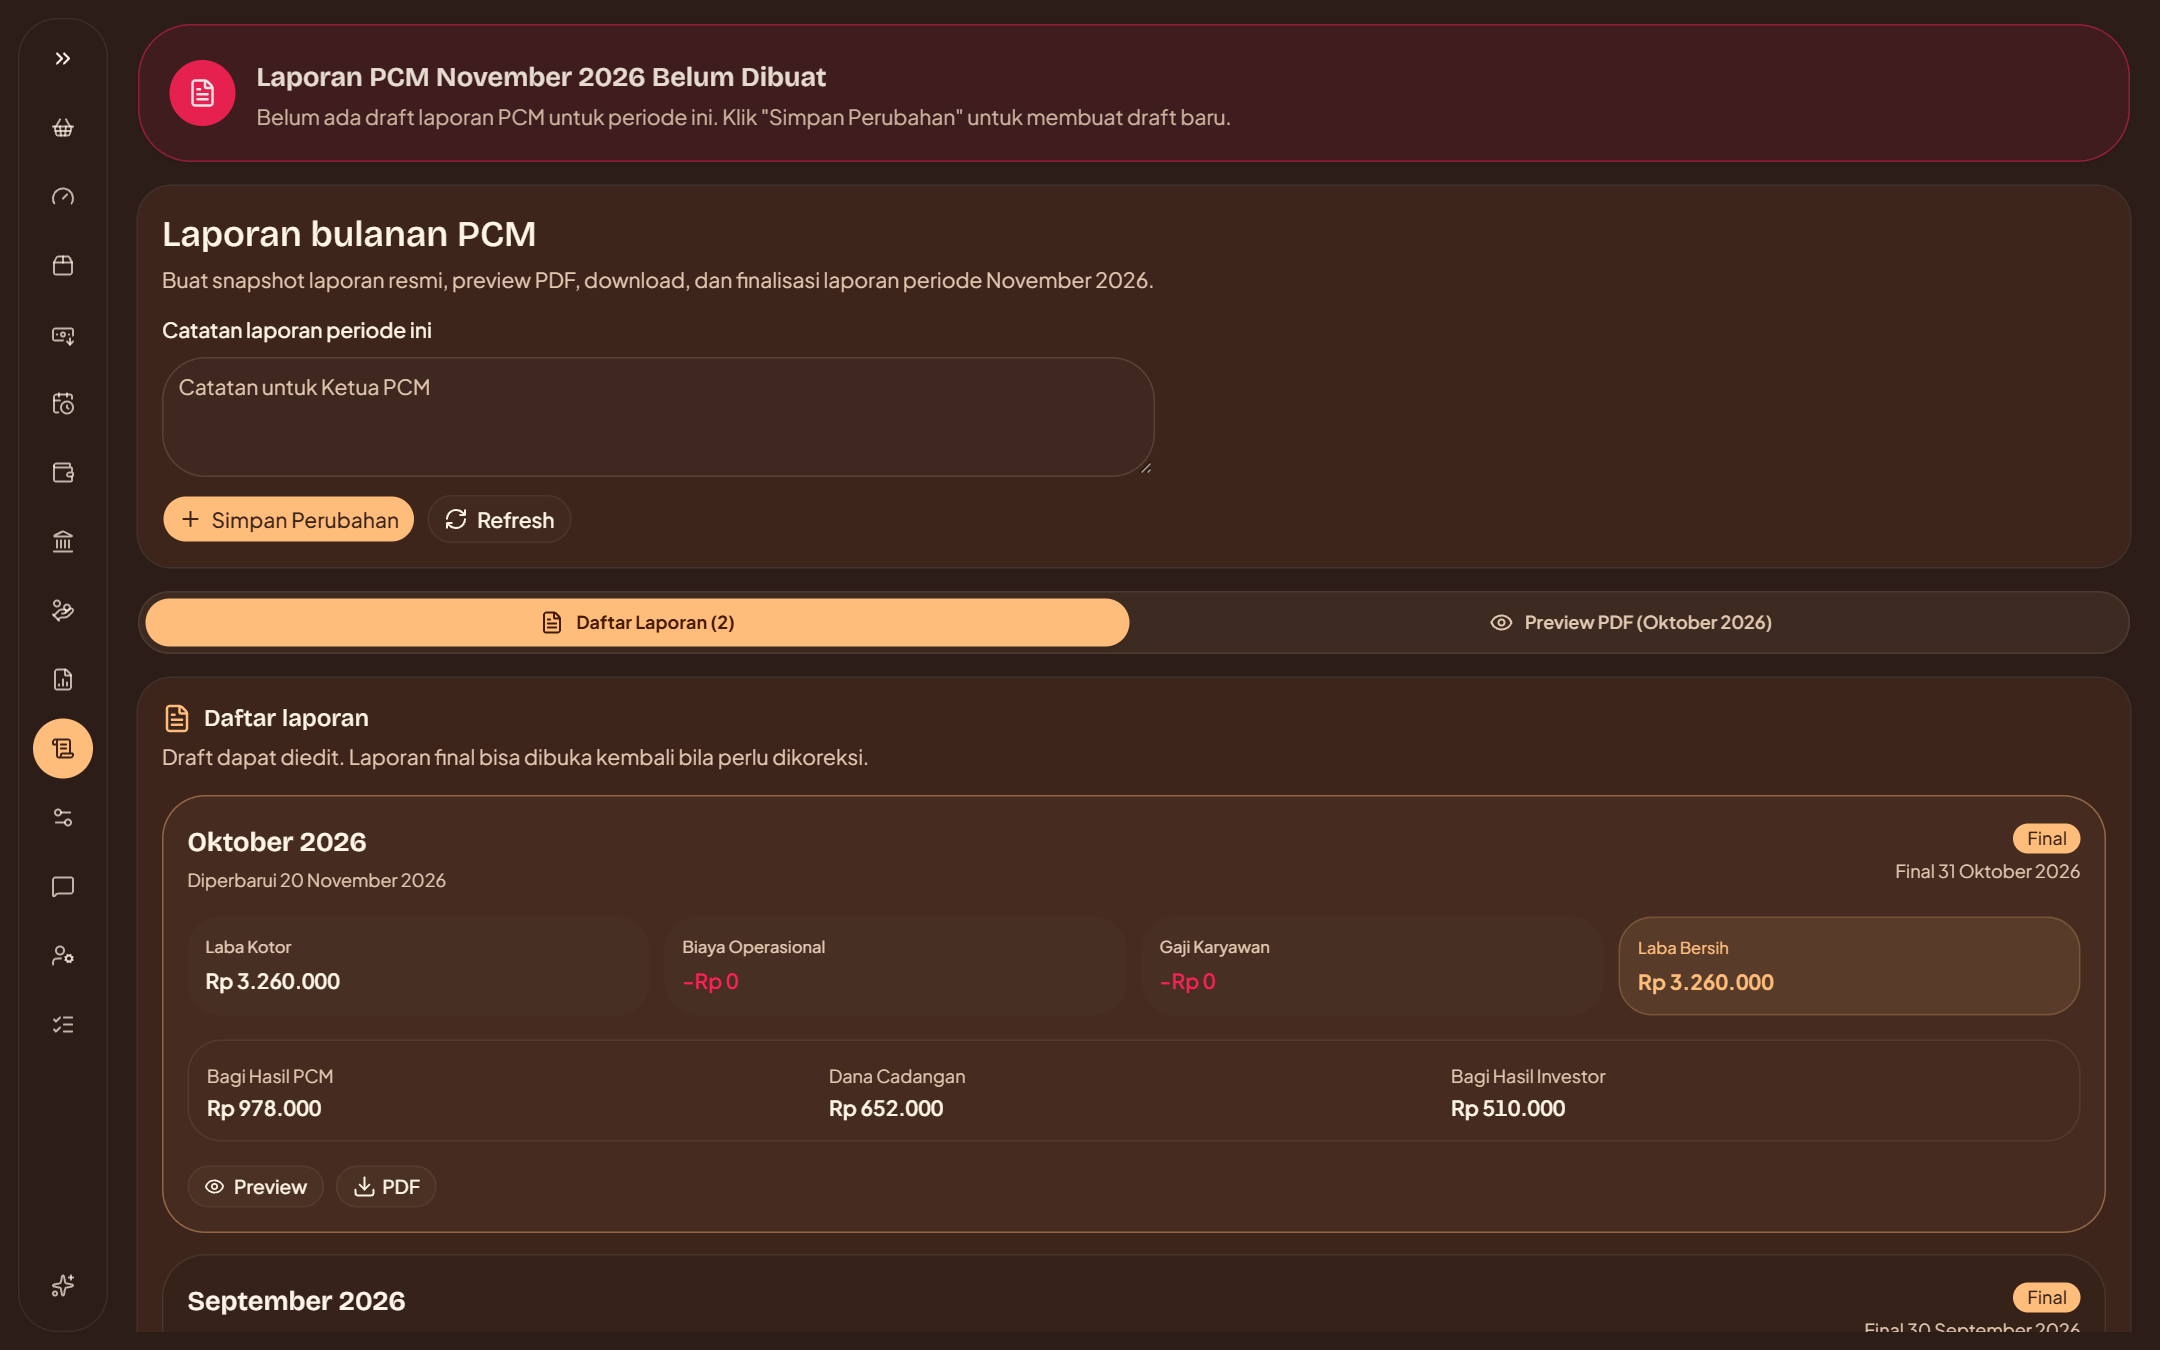 Laporan PCM November 2026 Belum Dibuat
Belum ada draft laporan PCM untuk periode ini. Klik "Simpan Perubahan" untuk membuat draft baru.
Laporan bulanan PCM
Buat snapshot laporan resmi, preview PDF, download, dan finalisasi laporan periode November 2026.
Catatan laporan periode ini
Catatan untuk Ketua PCM
Simpan Perubahan
Refresh
Daftar Laporan (2)
Preview PDF (Oktober 2026)
Daftar laporan
Draft dapat diedit. Laporan final bisa dibuka kembali bila perlu dikoreksi.
Oktober 2026
Final
Diperbarui 20 November 2026
Final 31 Oktober 2026
Laba Kotor
Rp 3.260.000
Biaya Operasional
-Rp 0
Gaji Karyawan
-Rp 0
Laba Bersih
Rp 3.260.000
Bagi Hasil PCM
Rp 978.000
Dana Cadangan
Rp 652.000
Bagi Hasil Investor
Rp 510.000
Preview
PDF
September 2026
Final
Final 30 September 2026